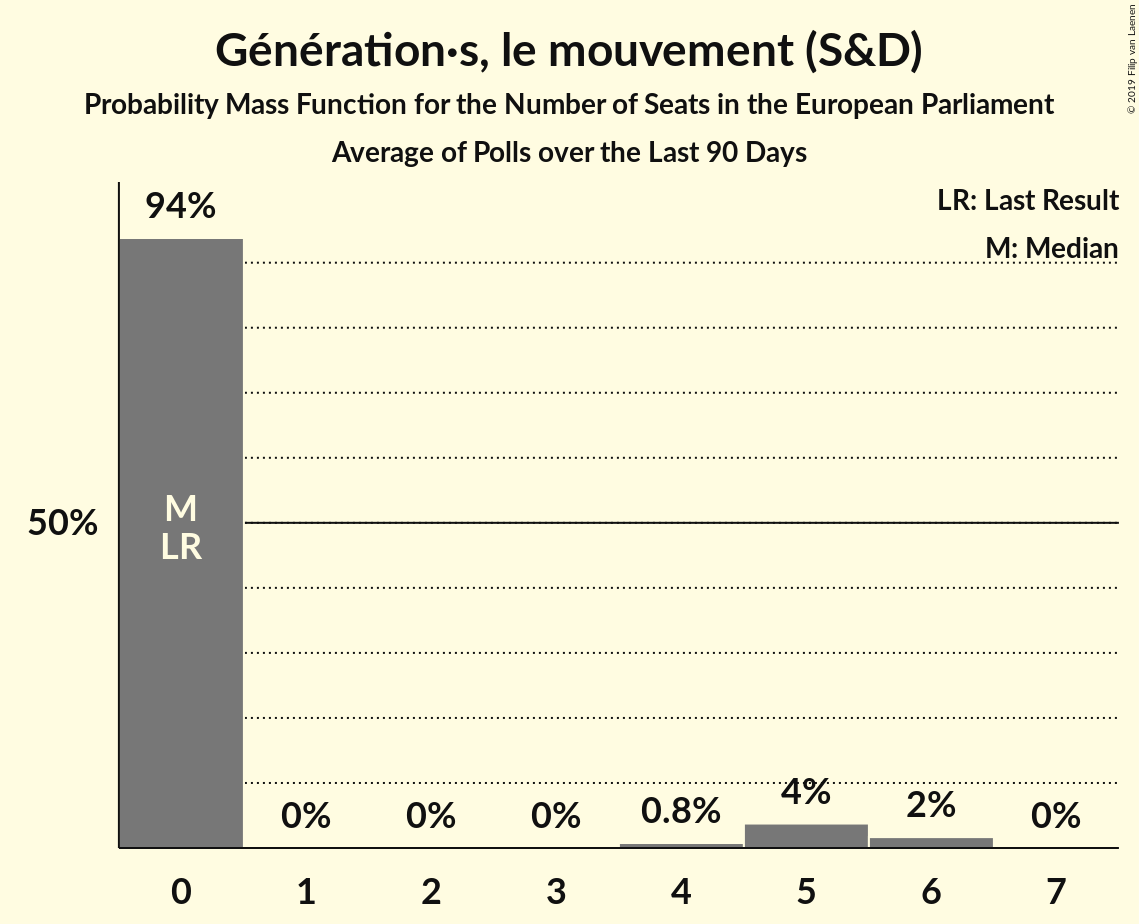 Génération·s, le mouvement (S&D)
Probability Mass Function for the Number of Seats in the European Parliament
Average of Polls over the Last 90 Days
© 2019 Filip van Laenen
LR: Last Result
M: Median
94%
M
LR
50%
0%
0%
0%
0.8%
4%
2%
0%
0
1
2
3
4
5
6
7